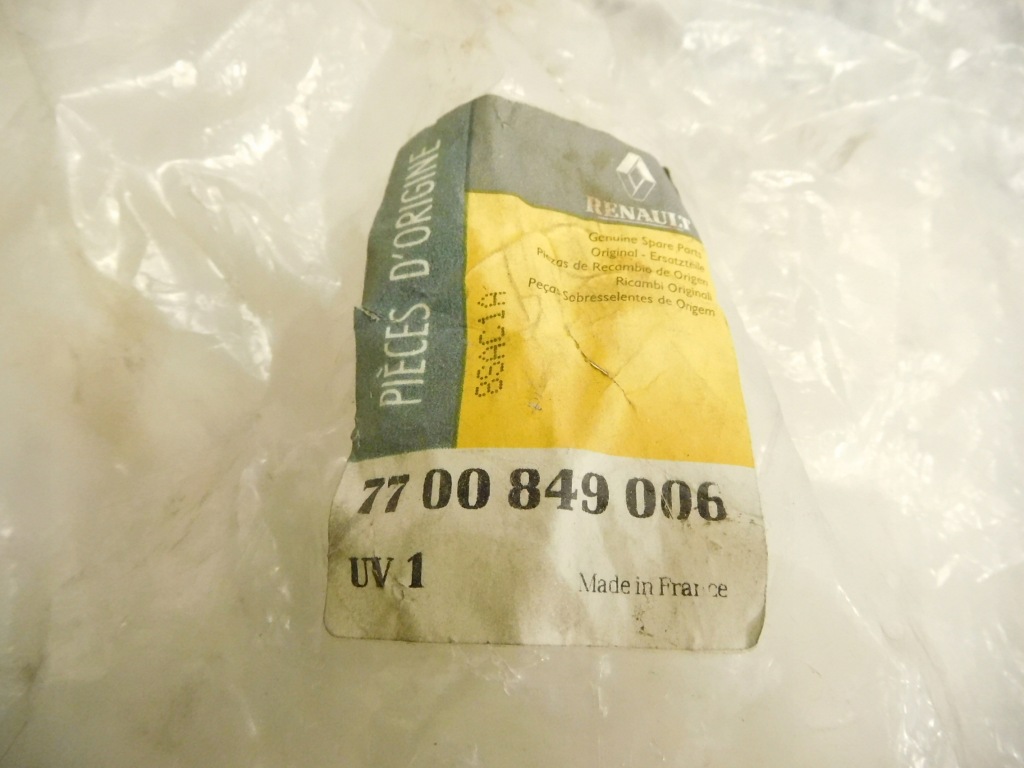 PIÈCES D'ORIGINE
RENAULT
Genuine Spare Parts
Original - Ersatzteile
Piezas de Recambio de Origen
Ricambi Originali
Peças Sobresselentes de Origem
88AC1A
77 00 849 006
UV 1
Made in France